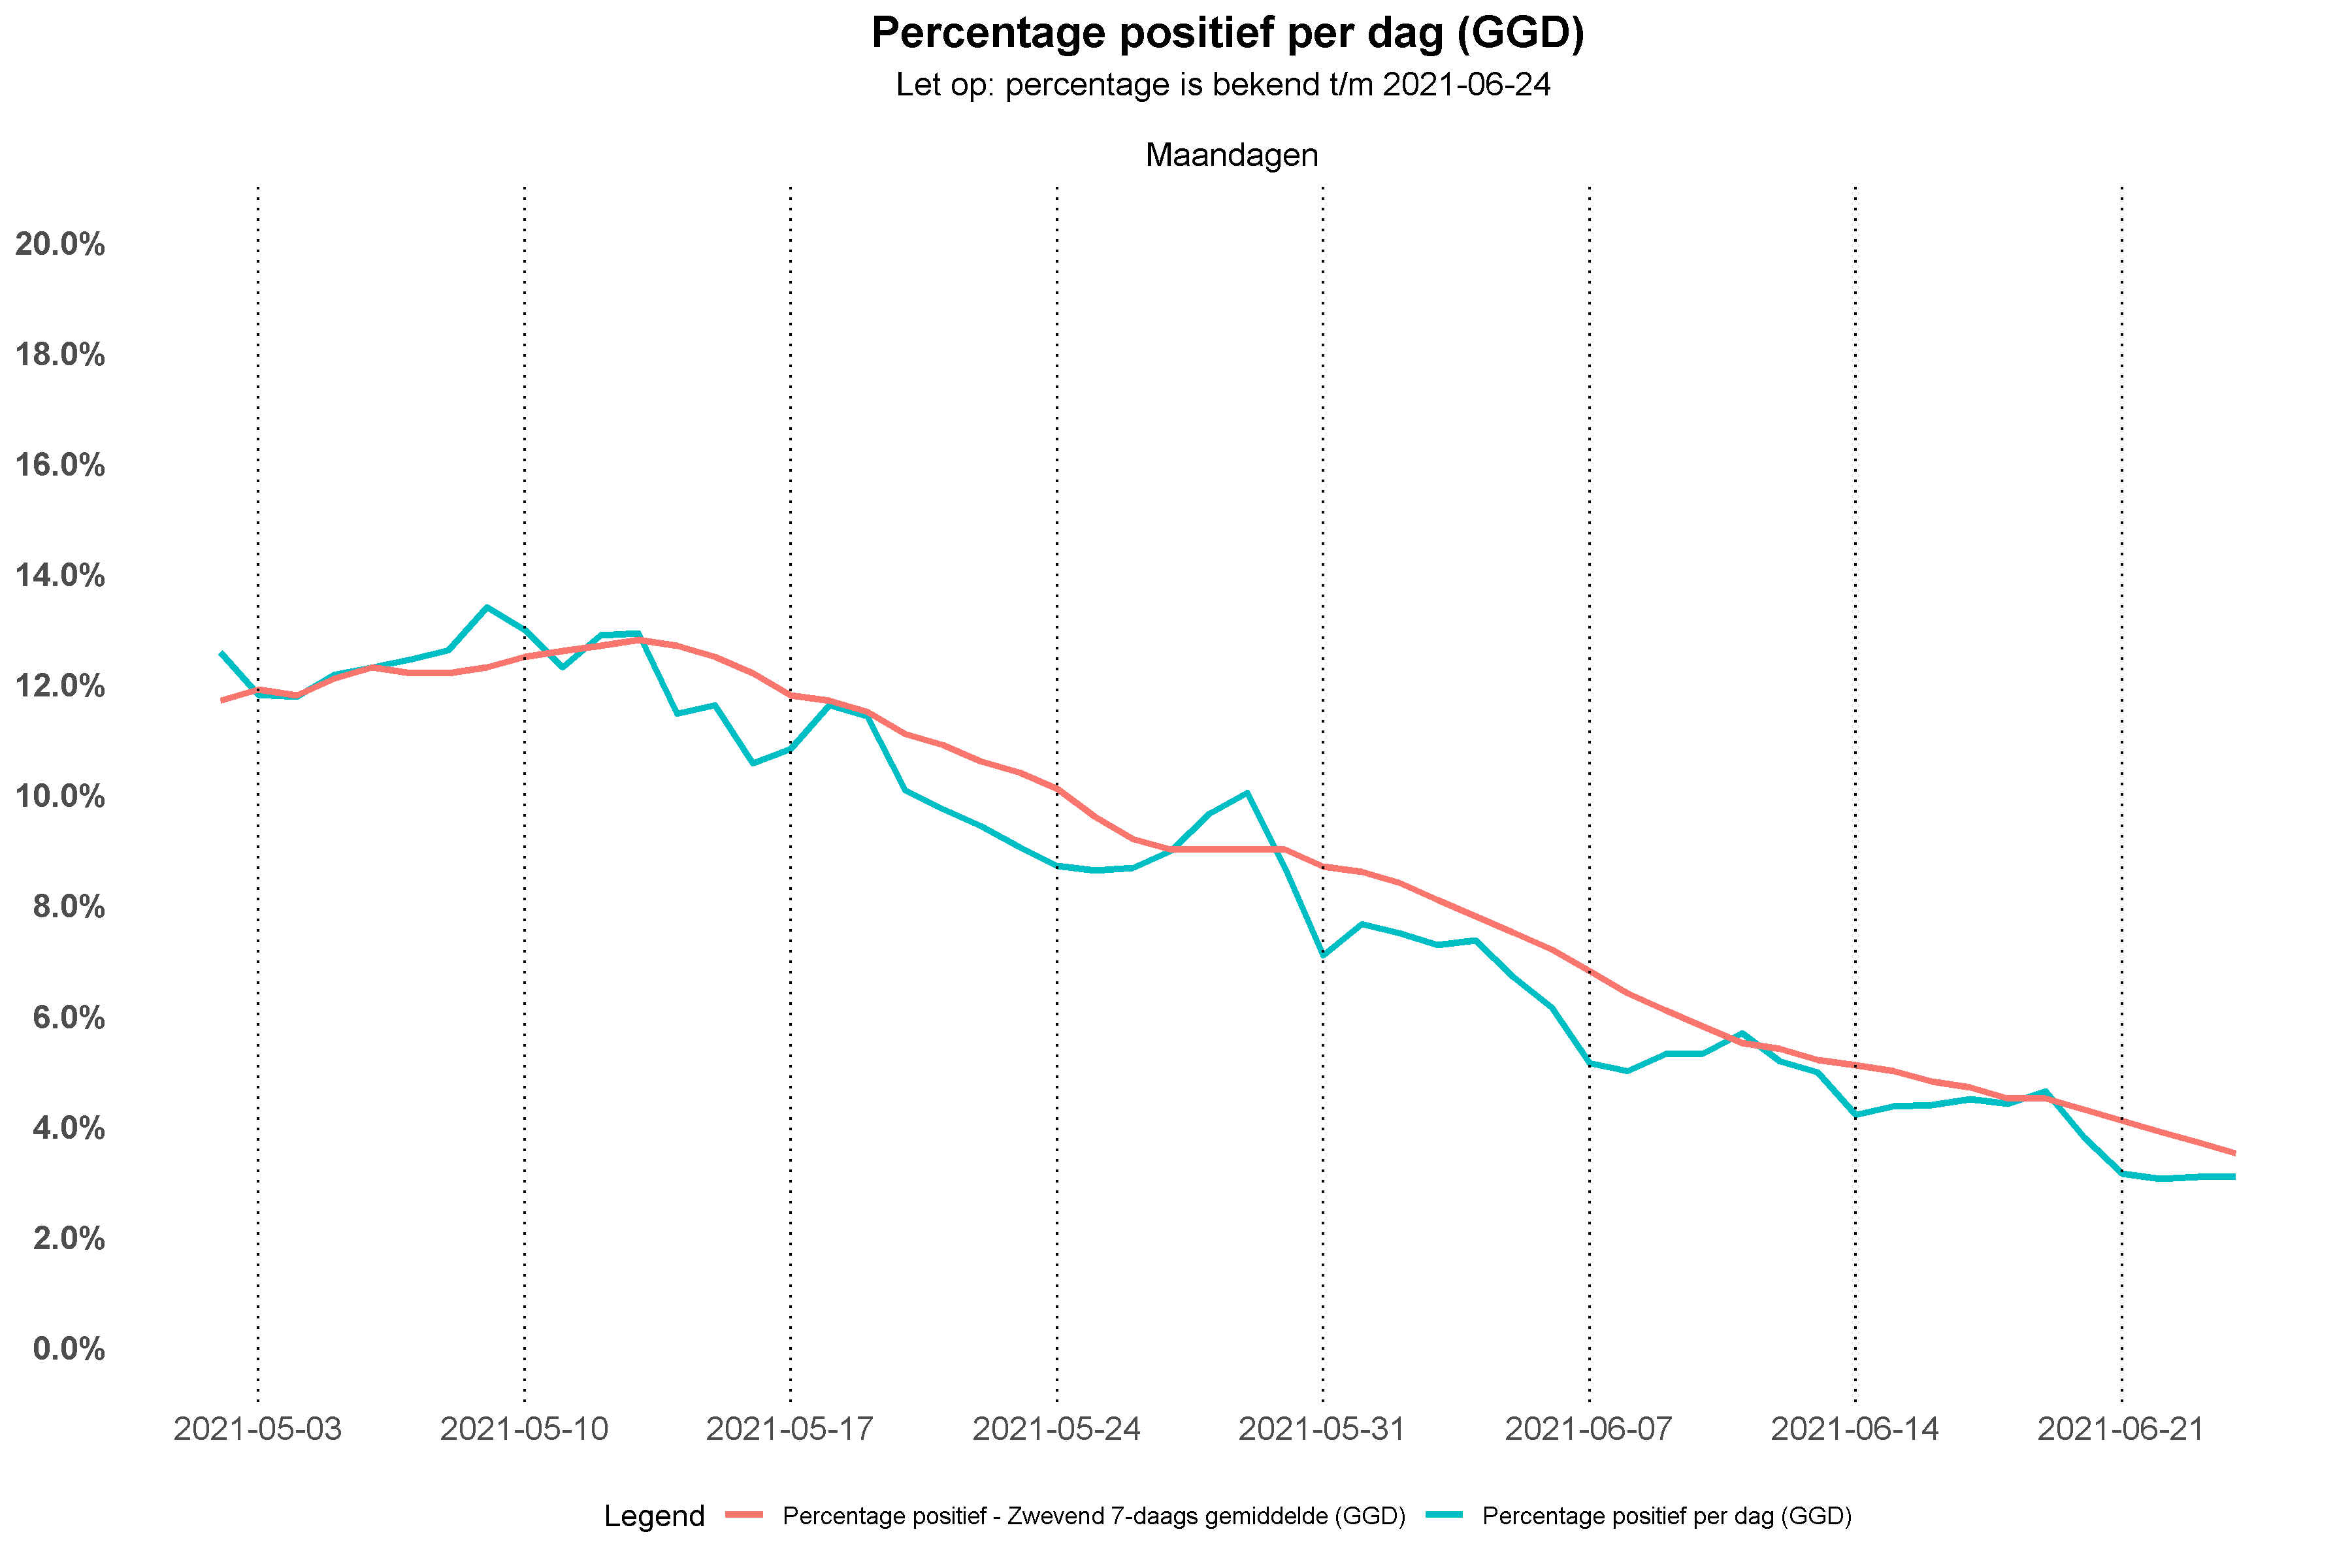 Percentage positief per dag (GGD)
Let op: percentage is bekend t/m 2021-06-24
Maandagen
20.0%
18.0%
16.0%
14.0%
12.0%
10.0%
8.0%
6.0%
4.0%
2.0%
0.0%
2021-05-03 2021-05-10 2021-05-17 2021-05-24 2021-05-31 2021-06-07 2021-06-14 2021-06-21
Legend Percentage positief - Zwevend 7-daags gemiddelde (GGD) Percentage positief per dag (GGD)